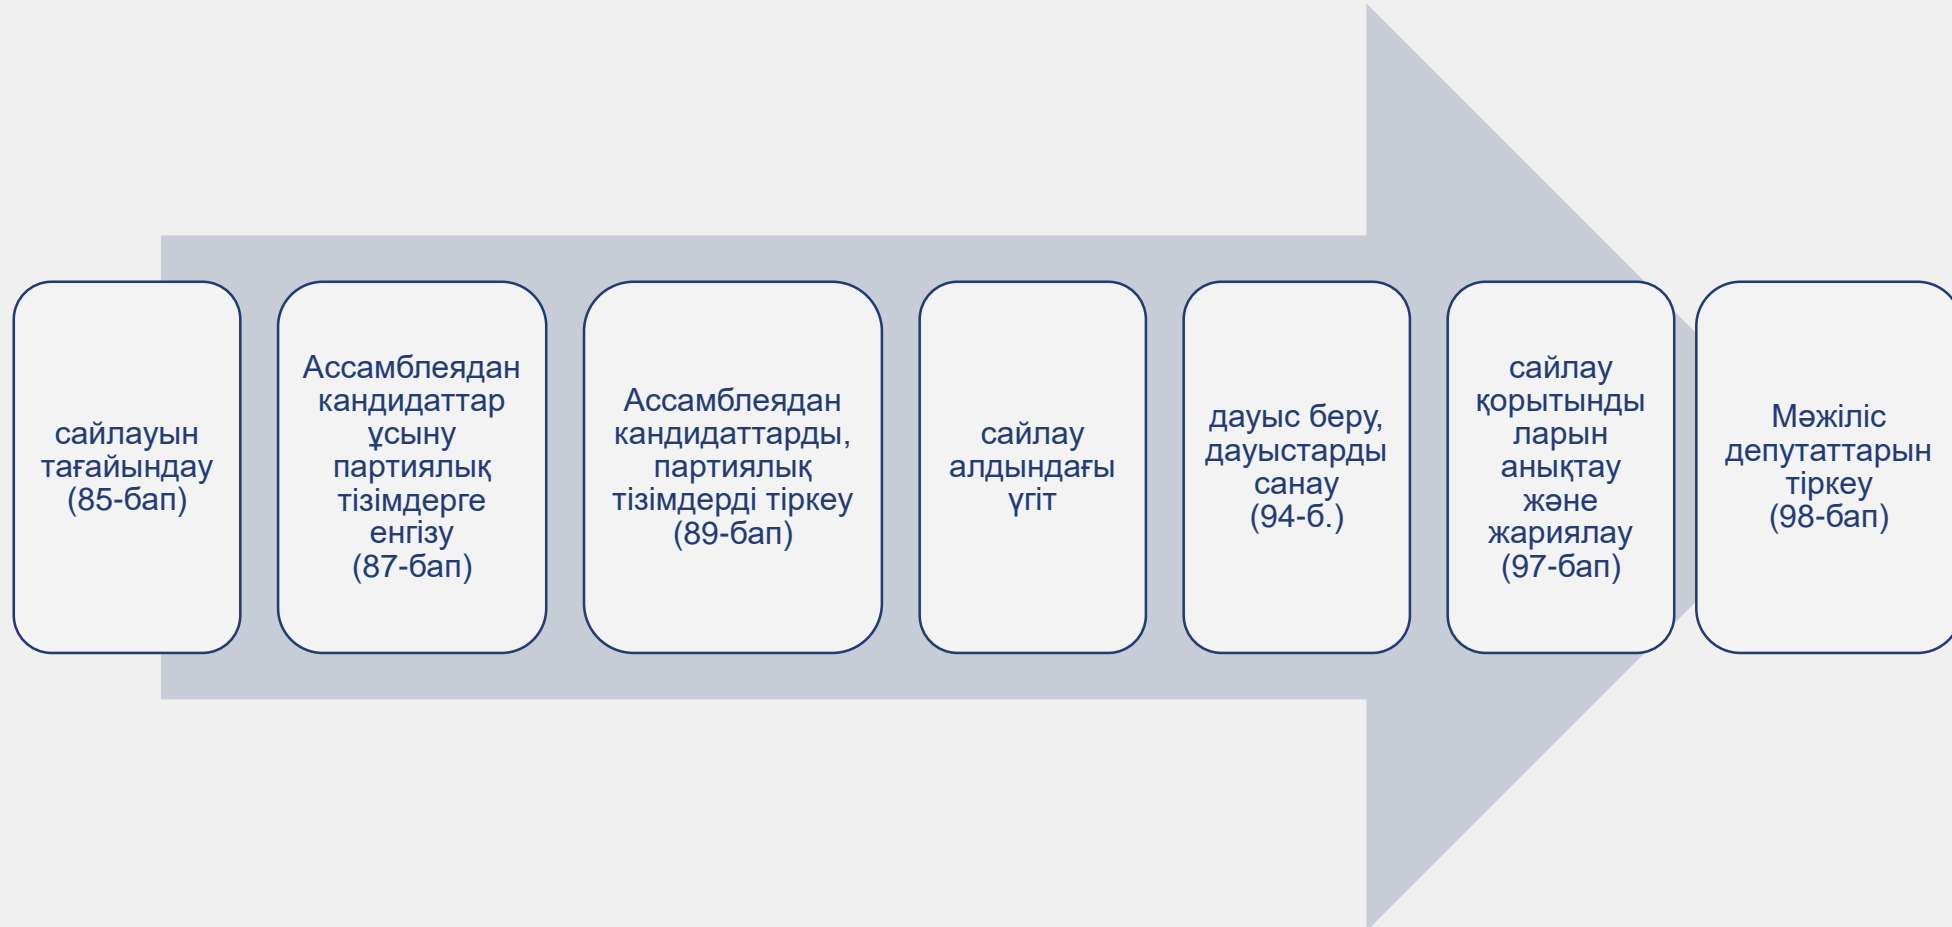 сайлауын
тағайындау
(85-бап)
Ассамблеядан
кандидаттар
ұсыну
партиялық
тізімдерге
енгізу
(87-бап)
Ассамблеядан
кандидаттарды,
партиялық
тізімдерді тіркеу
(89-бап)
сайлау
алдындағы
үгіт
дауыс беру,
дауыстарды
санау
(94-б.)
сайлау
қорытынды
ларын
анықтау
және
жариялау
(97-бап)
Мәжіліс
депутаттарын
тіркеу
(98-бап)